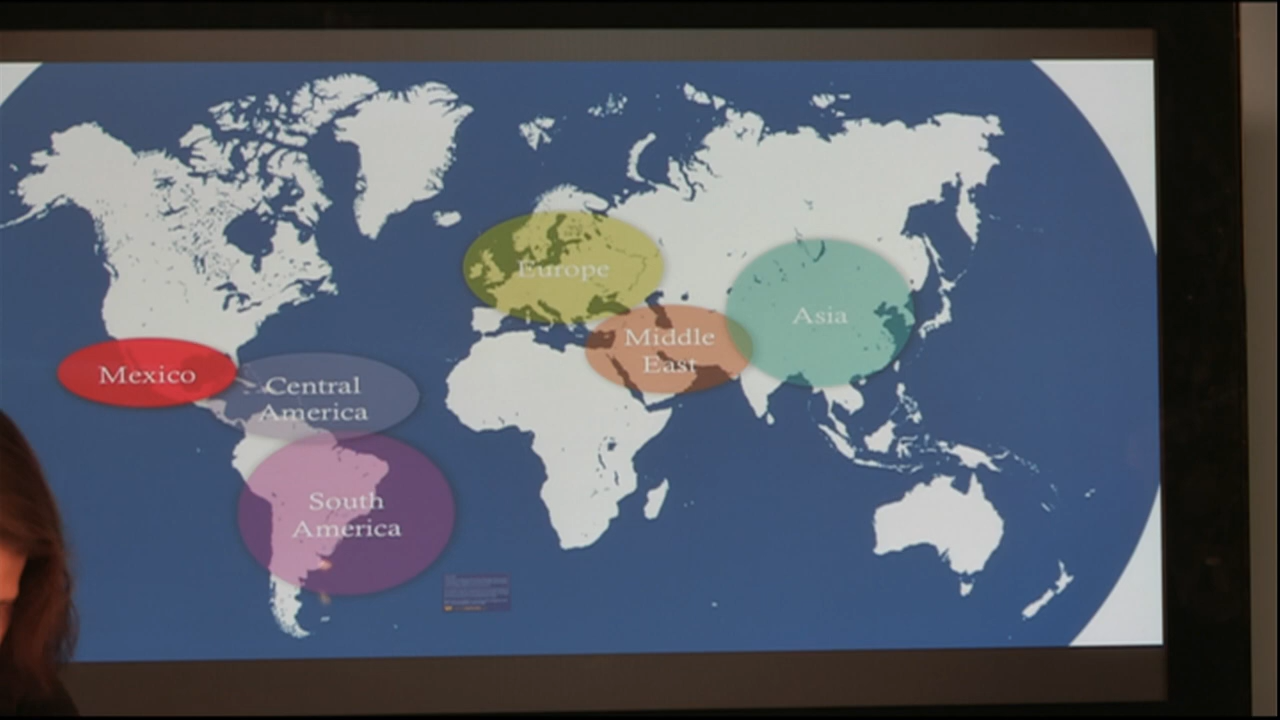 Europe
Asia
Middle
East
Mexico
Central
America
South
America